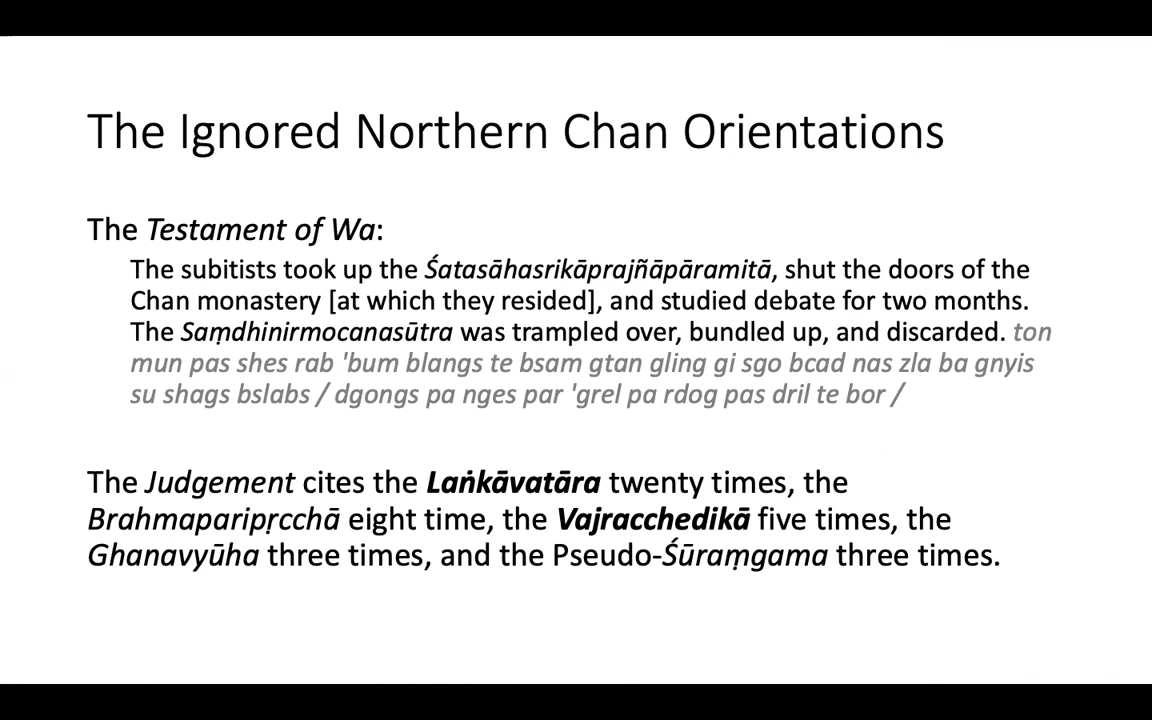 The Ignored Northern Chan Orientations
The Testament of Wa:
The subitists took up the Śatasāhasrikāprajñāpāramitā, shut the doors of the
Chan monastery [at which they resided], and studied debate for two months.
The Saṃdhinirmocanasūtra was trampled over, bundled up, and discarded. ton
mun pas shes rab 'bum blangs te bsam gtan gling gi sgo bcad nas zla ba gnyis
su shags bslabs / dgongs pa nges par 'grel pa rdog pas dril te bor /
The Judgement cites the Laṅkāvatāra twenty times, the
Brahmaparipṛcchā eight time, the Vajracchedikā five times, the
Ghanavyūha three times, and the Pseudo-Śūraṃgama three times.